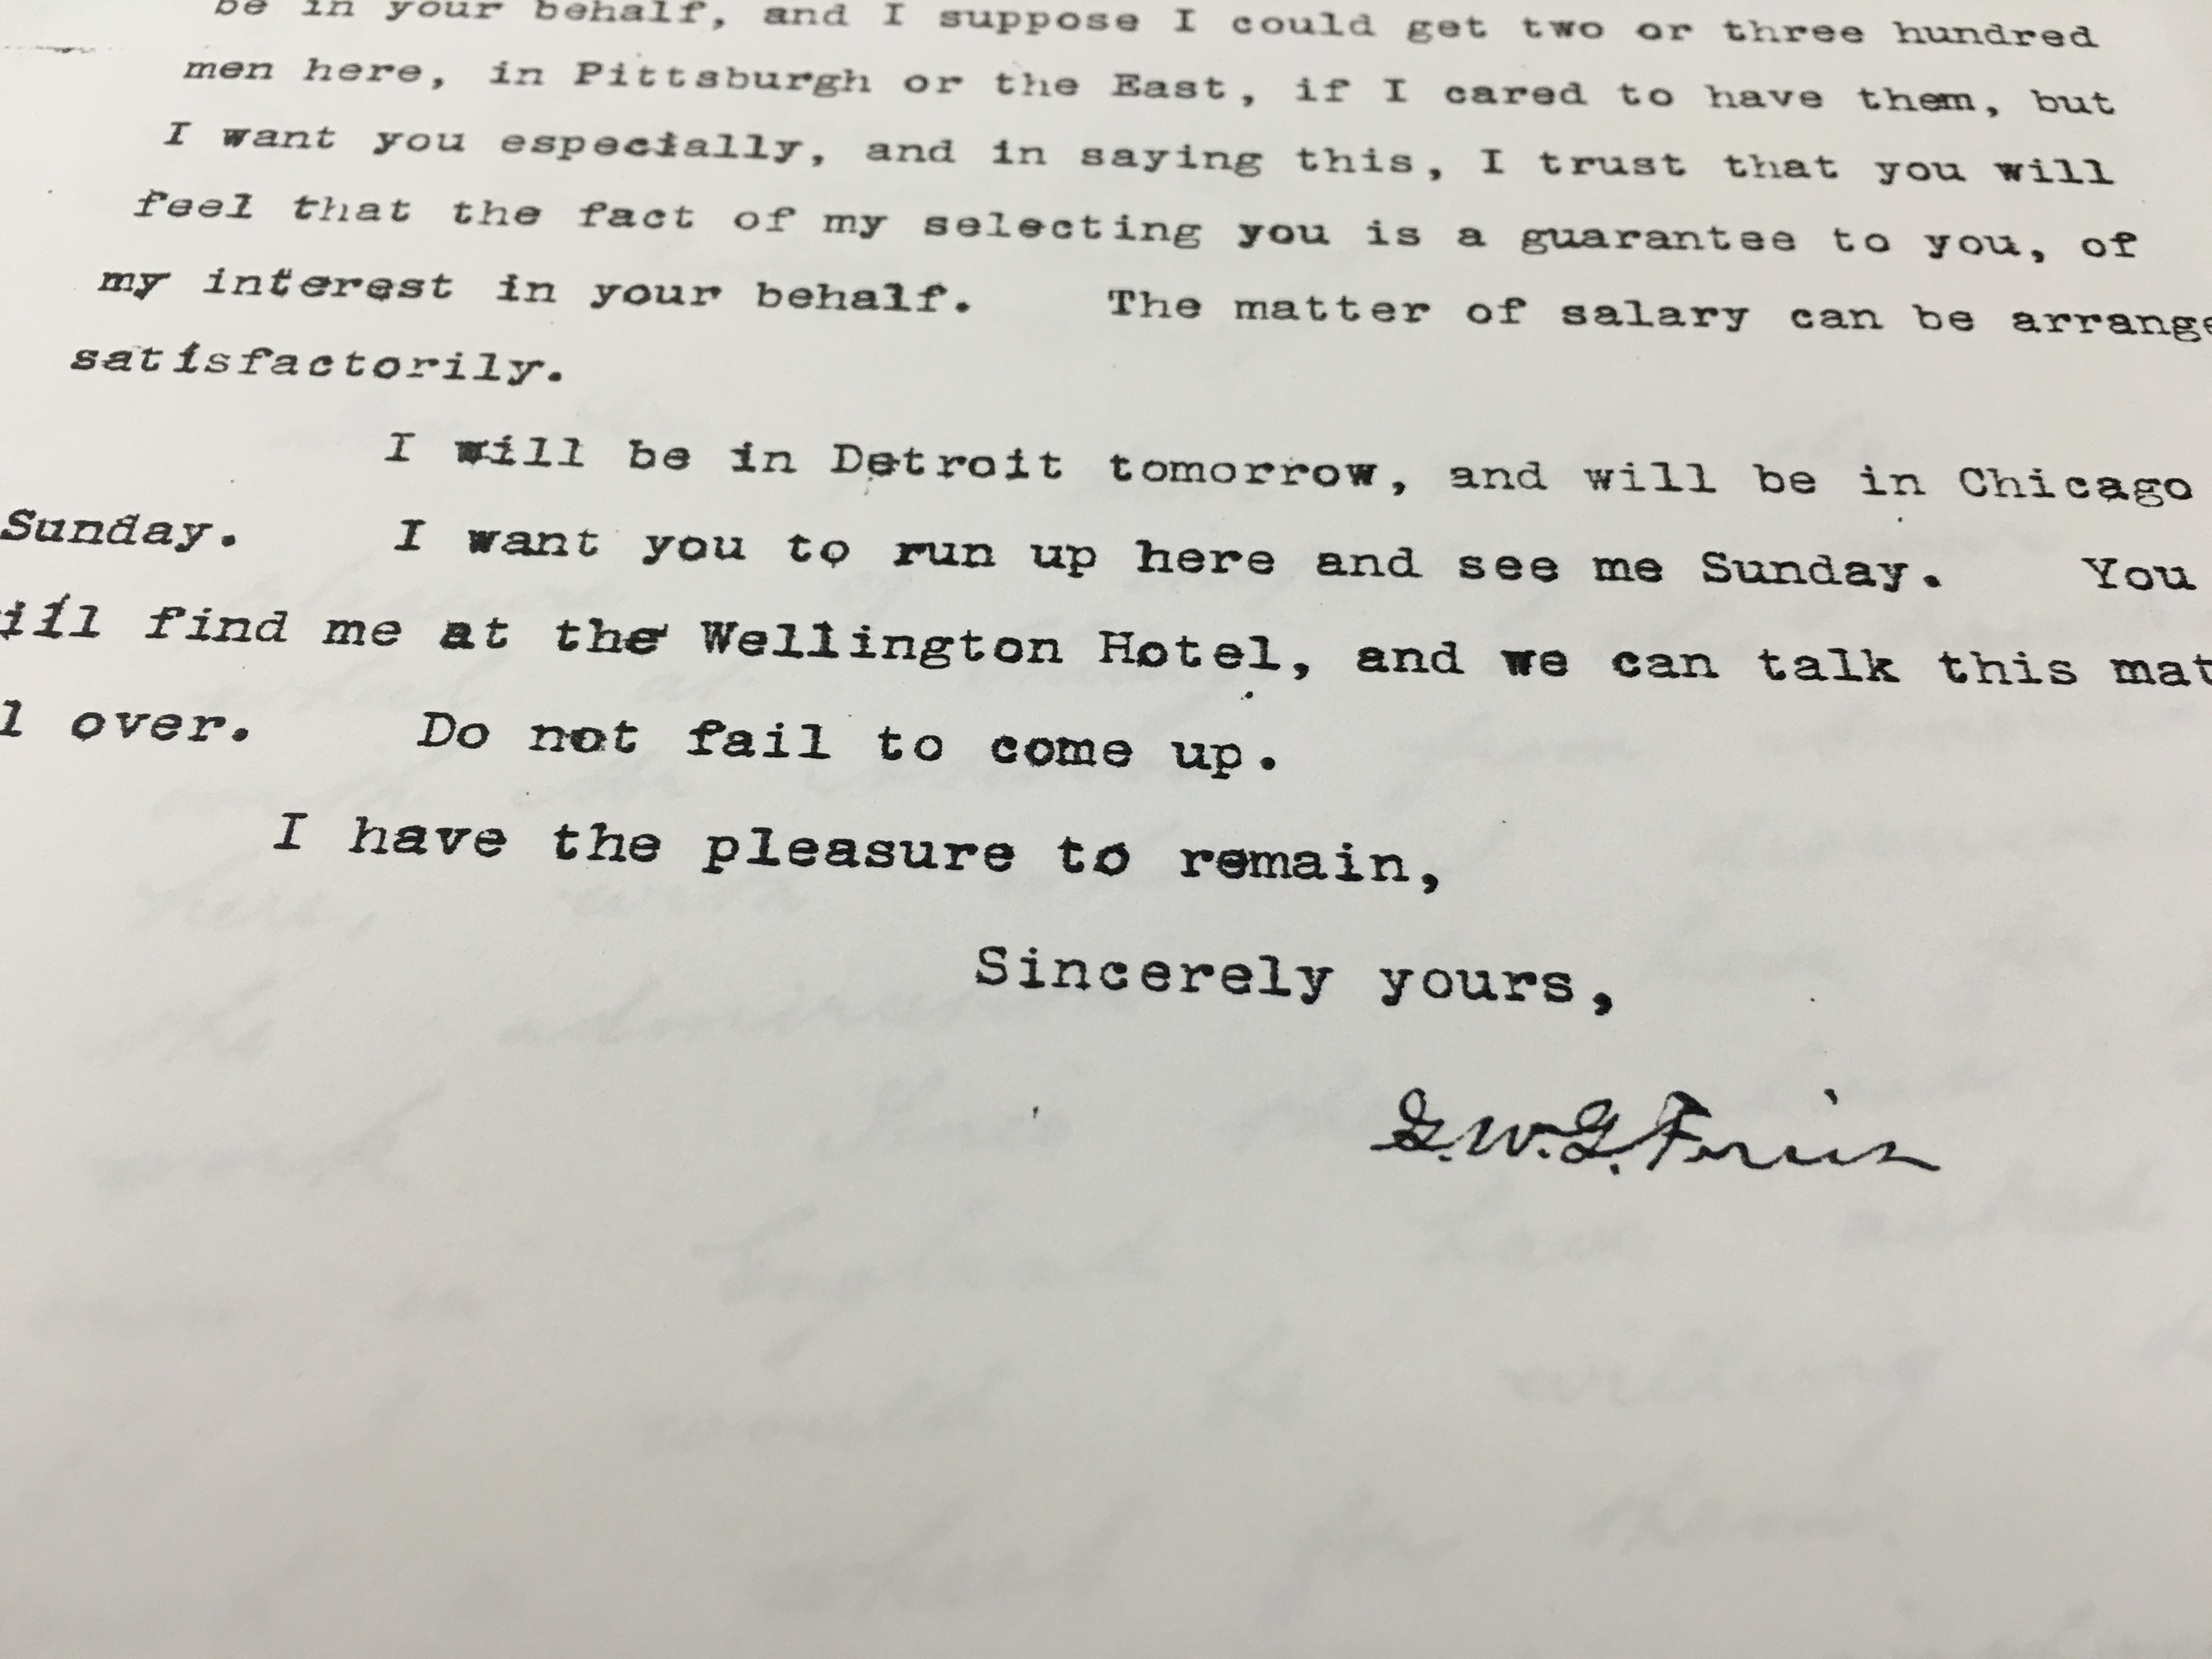 be in your behalf, and I suppose I could get two or three hundred
men here, in Pittsburgh or the East, if I cared to have them, but
I want you especially, and in saying this, I trust that you will
feel that the fact of my selecting you is a guarantee to you, of
my interest in your behalf. The matter of salary can be arrange
satisfactorily.
I will be in Detroit tomorrow, and will be in Chicago
Sunday. I want you to run up here and see me Sunday. You
ill find me at the Wellington Hotel, and we can talk this mat
l over. Do not fail to come up.
I have the pleasure to remain,
Sincerely yours,
G.W.G. Ferris